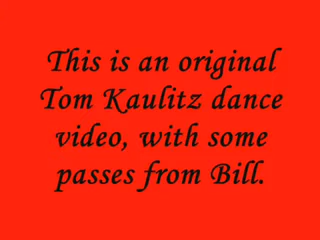 This is an original
Tom Kaulitz dance
video, with some
passes from Bill.